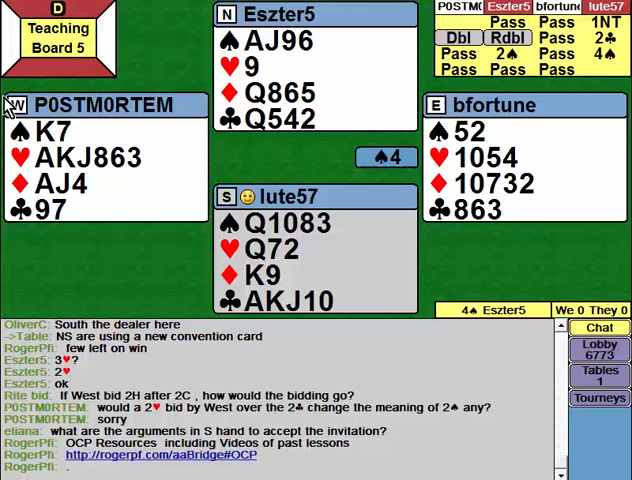 D
Teaching
Board 5
N Eszter5
♠AJ96
♥9
♦Q865
♣Q542
P0STM0 Eszter5 bfortune lute57
Pass Pass 1NT
Dbl Rdbl Pass 2♣
Pass 2♠ Pass 4♠
Pass Pass Pass
W P0STM0RTEM
♠K7
♥AKJ863
♦AJ4
♣97
♠4
E bfortune
♠52
♥1054
♦10732
♣863
S lute57
♠Q1083
♥Q72
♦K9
♣AKJ10
4♠ Eszter5 We 0 They 0
OliverC: South the dealer here
->Table: NS are using a new convention card
RogerPfi: few left on win
Eszter5: 3♥?
Eszter5: 2♥
Eszter5: ok
Rite bid: If West bid 2H after 2C , how would the bidding go?
P0STM0RTEM: would a 2♥ bid by West over the 2♣ change the meaning of 2♠ any?
P0STM0RTEM: sorry
eliana: what are the arguments in S hand to accept the invitation?
RogerPfi: OCP Resources including Videos of past lessons
RogerPfi: http://rogerpf.com/aaBridge#OCP
RogerPfi: .
Chat
Lobby
6773
Tables
1
Tourneys